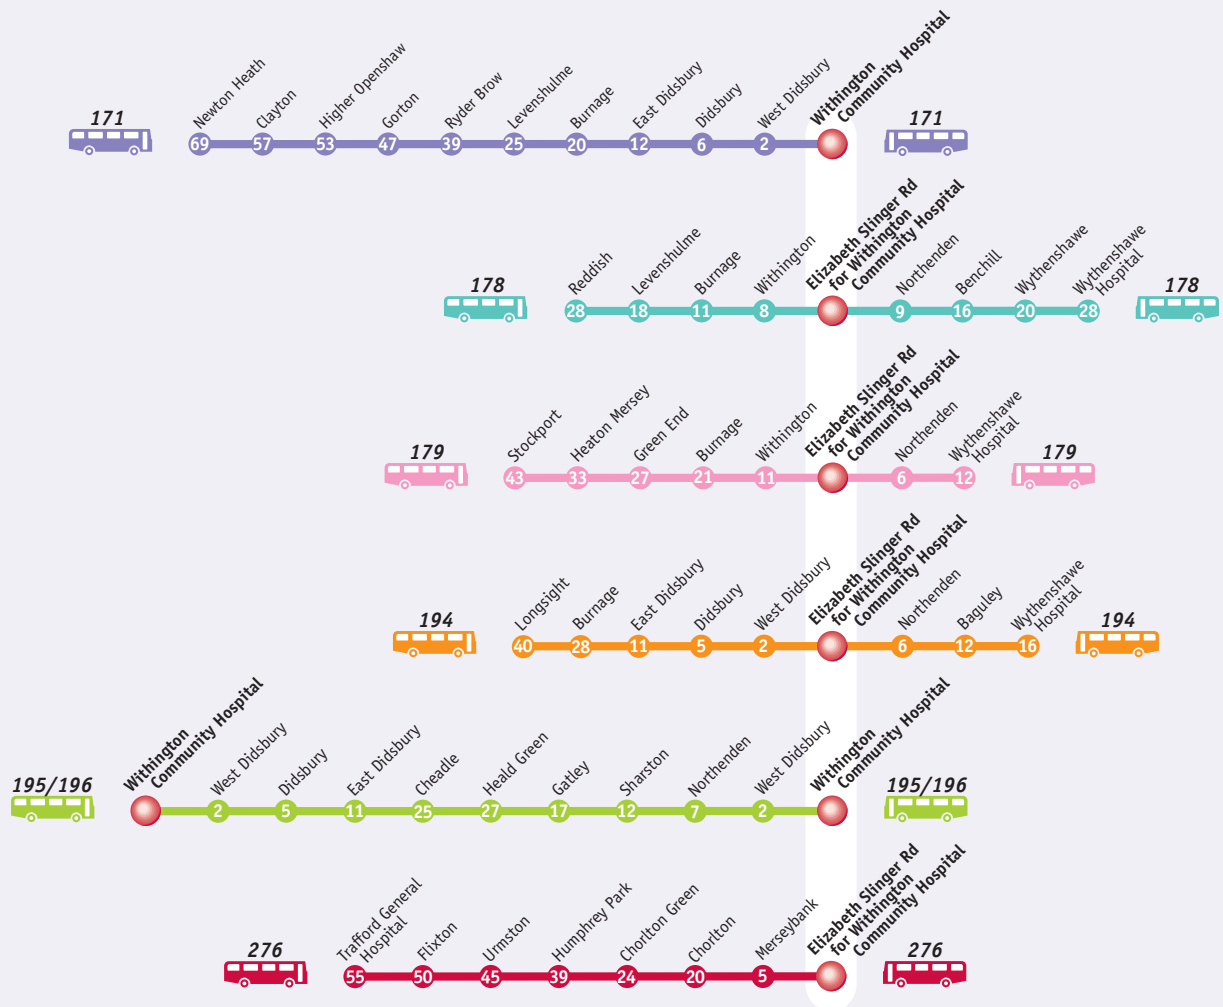 171
Newton Heath
Clayton
Higher Openshaw
Gorton
Ryder Brow
Levenshulme
Burnage
East Didsbury
Didsbury
West Didsbury
Withington
Community Hospital
171
69
57
53
47
39
25
20
12
6
2
178
Reddish
Levenshulme
Burnage
Withington
Elizabeth Slinger Rd
for Withington
Community Hospital
Northenden
Benchill
Wythenshawe
Wythenshawe
Hospital
178
28
18
11
8
9
16
20
28
179
Stockport
Heaton Mersey
Green End
Burnage
Withington
Elizabeth Slinger Rd
for Withington
Community Hospital
Northenden
Wythenshawe
Hospital
179
43
33
27
21
11
6
12
194
Longsight
Burnage
East Didsbury
Didsbury
West Didsbury
Elizabeth Slinger Rd
for Withington
Community Hospital
Northenden
Baguley
Wythenshawe
Hospital
194
40
28
11
5
2
6
12
16
195/196
Withington
Community Hospital
West Didsbury
Didsbury
East Didsbury
Cheadle
Heald Green
Gatley
Sharston
Northenden
West Didsbury
Withington
Community Hospital
195/196
2
5
11
25
27
17
12
7
2
276
Trafford General
Hospital
Flixton
Urmston
Humphrey Park
Chorlton Green
Chorlton
Merseybank
Elizabeth Slinger Rd
for Withington
Community Hospital
276
55
50
45
39
24
20
5